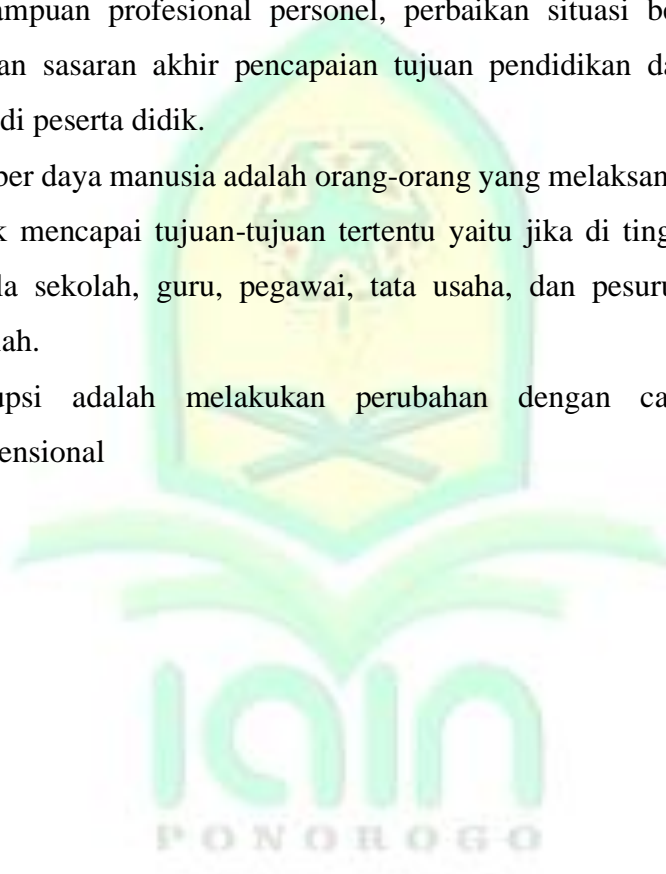 ampuan profesional personel, perbaikan situasi be
an sasaran akhir pencapaian tujuan pendidikan da
di peserta didik.
ber daya manusia adalah orang-orang yang melaksan
k mencapai tujuan-tujuan tertentu yaitu jika di ting
la sekolah, guru, pegawai, tata usaha, dan pesuru
lah.
upsi adalah melakukan perubahan dengan ca
ensional
iain
PONOROGO